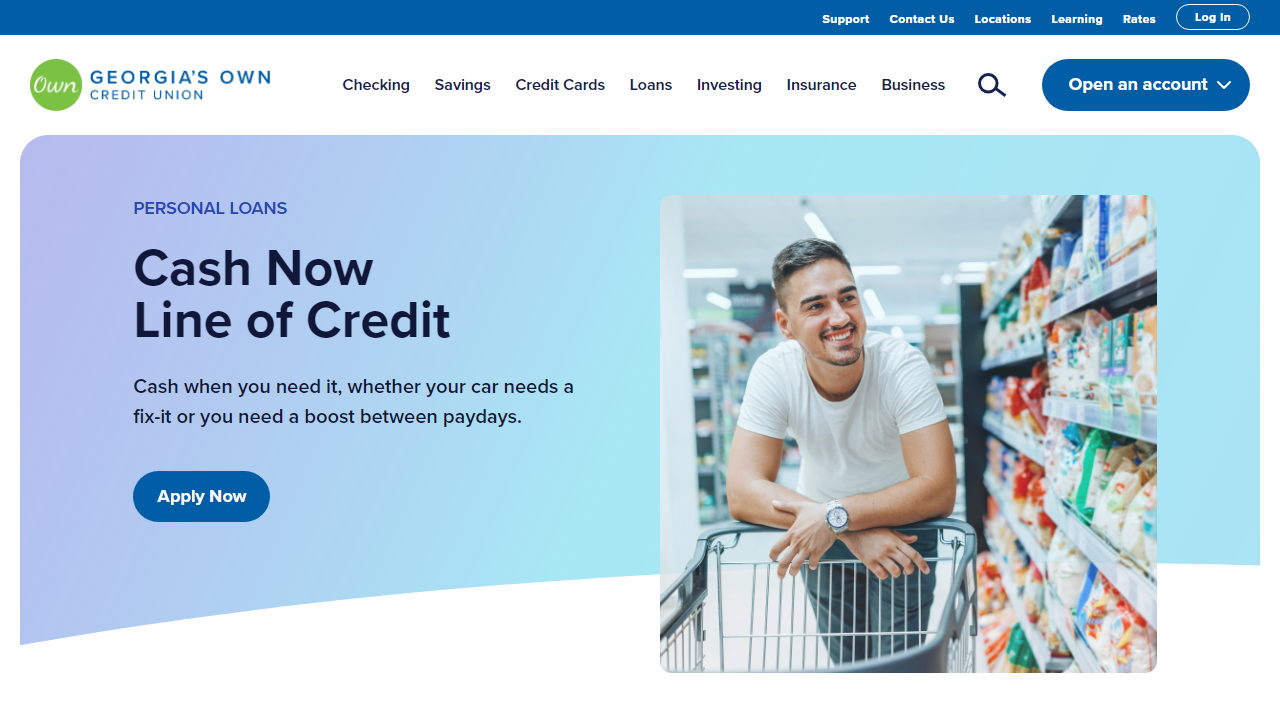 Support Contact Us Locations Learning Rates Log In
Own GEORGIA'S OWN
CREDIT UNION
Checking Savings Credit Cards Loans Investing Insurance Business Open an account
PERSONAL LOANS
Cash Now
Line of Credit
Cash when you need it, whether your car needs a
fix-it or you need a boost between paydays.
Apply Now